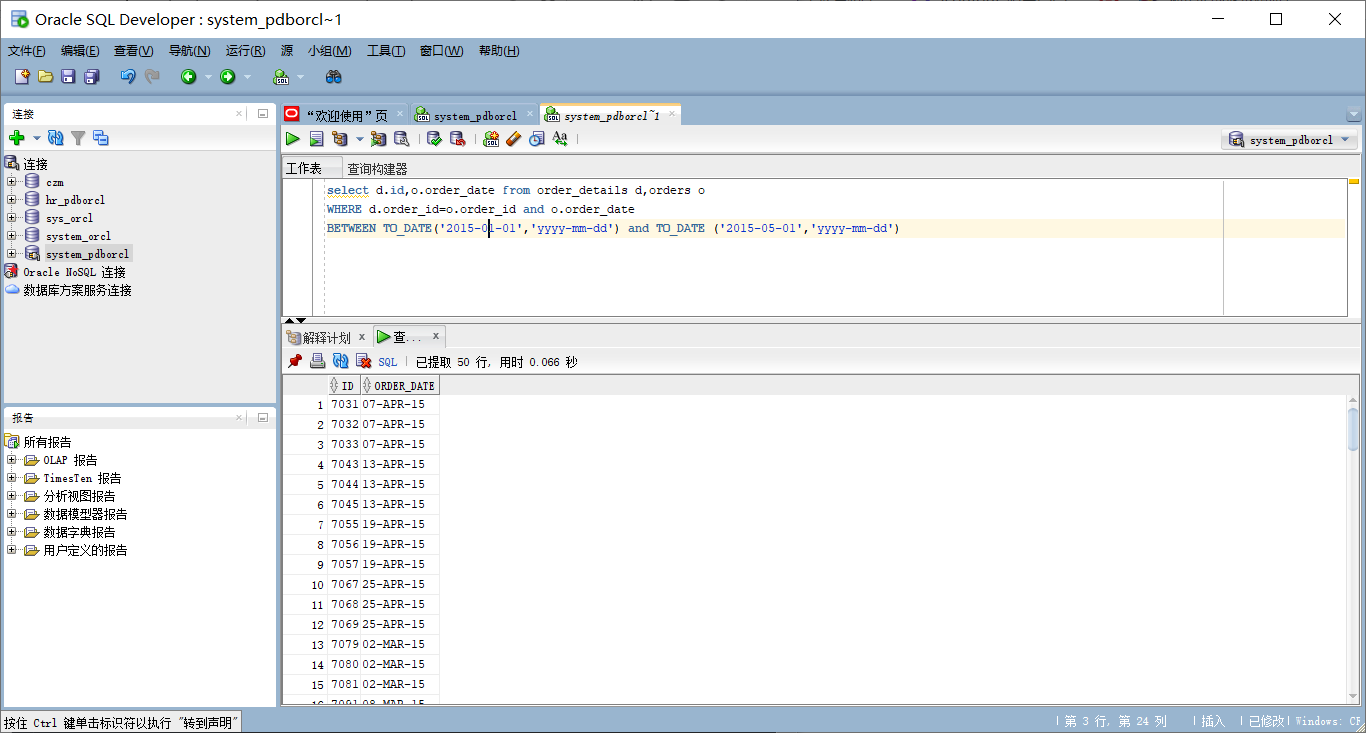 Oracle SQL Developer : system_pdborcl~1
文件(F) 编辑(E) 查看(V) 导航(N) 运行(R) 源 小组(M) 工具(T) 窗口(W) 帮助(H)
连接
连接
czm
hr_pdborcl
sys_orcl
system_orcl
system_pdborcl
Oracle NoSQL 连接
数据库方案服务连接
报告
所有报告
OLAP 报告
TimesTen 报告
分析视图报告
数据模型器报告
数据字典报告
用户定义的报告
“欢迎使用”页 system_pdborcl system_pdborcl~1
system_pdborcl
工作表 查询构建器
select d.id,o.order_date from order_details d,orders o
WHERE d.order_id=o.order_id and o.order_date
BETWEEN TO_DATE('2015-01-01','yyyy-mm-dd') and TO_DATE ('2015-05-01','yyyy-mm-dd')
解释计划 查...
SQL 已提取 50 行, 用时 0.066 秒
ID ORDER_DATE
1 7031 07-APR-15
2 7032 07-APR-15
3 7033 07-APR-15
4 7043 13-APR-15
5 7044 13-APR-15
6 7045 13-APR-15
7 7055 19-APR-15
8 7056 19-APR-15
9 7057 19-APR-15
10 7067 25-APR-15
11 7068 25-APR-15
12 7069 25-APR-15
13 7079 02-MAR-15
14 7080 02-MAR-15
15 7081 02-MAR-15
16 7091 08-MAR-15
按住 Ctrl 键单击标识符以执行 "转到声明"
第 3 行, 第 24 列 插入 已修改 Windows: CR